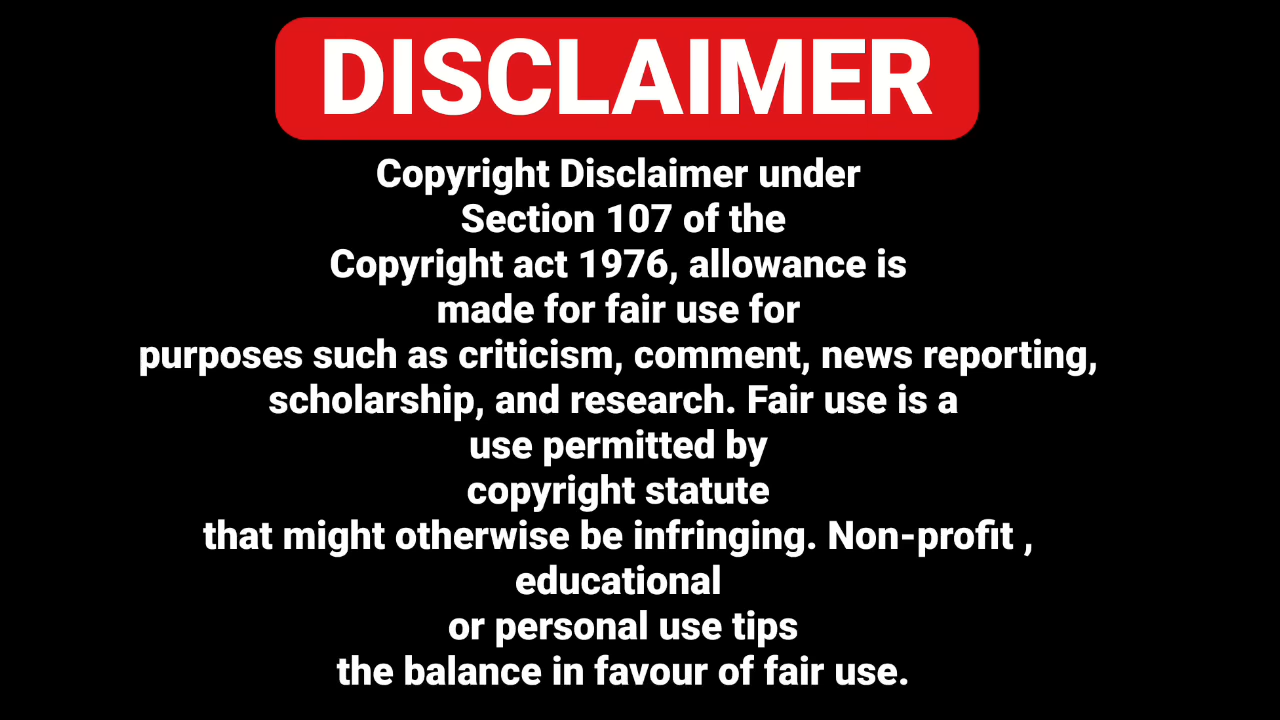 DISCLAIMER
Copyright Disclaimer under
Section 107 of the
Copyright act 1976, allowance is
made for fair use for
purposes such as criticism, comment, news reporting,
scholarship, and research. Fair use is a
use permitted by
copyright statute
that might otherwise be infringing. Non-profit ,
educational
or personal use tips
the balance in favour of fair use.